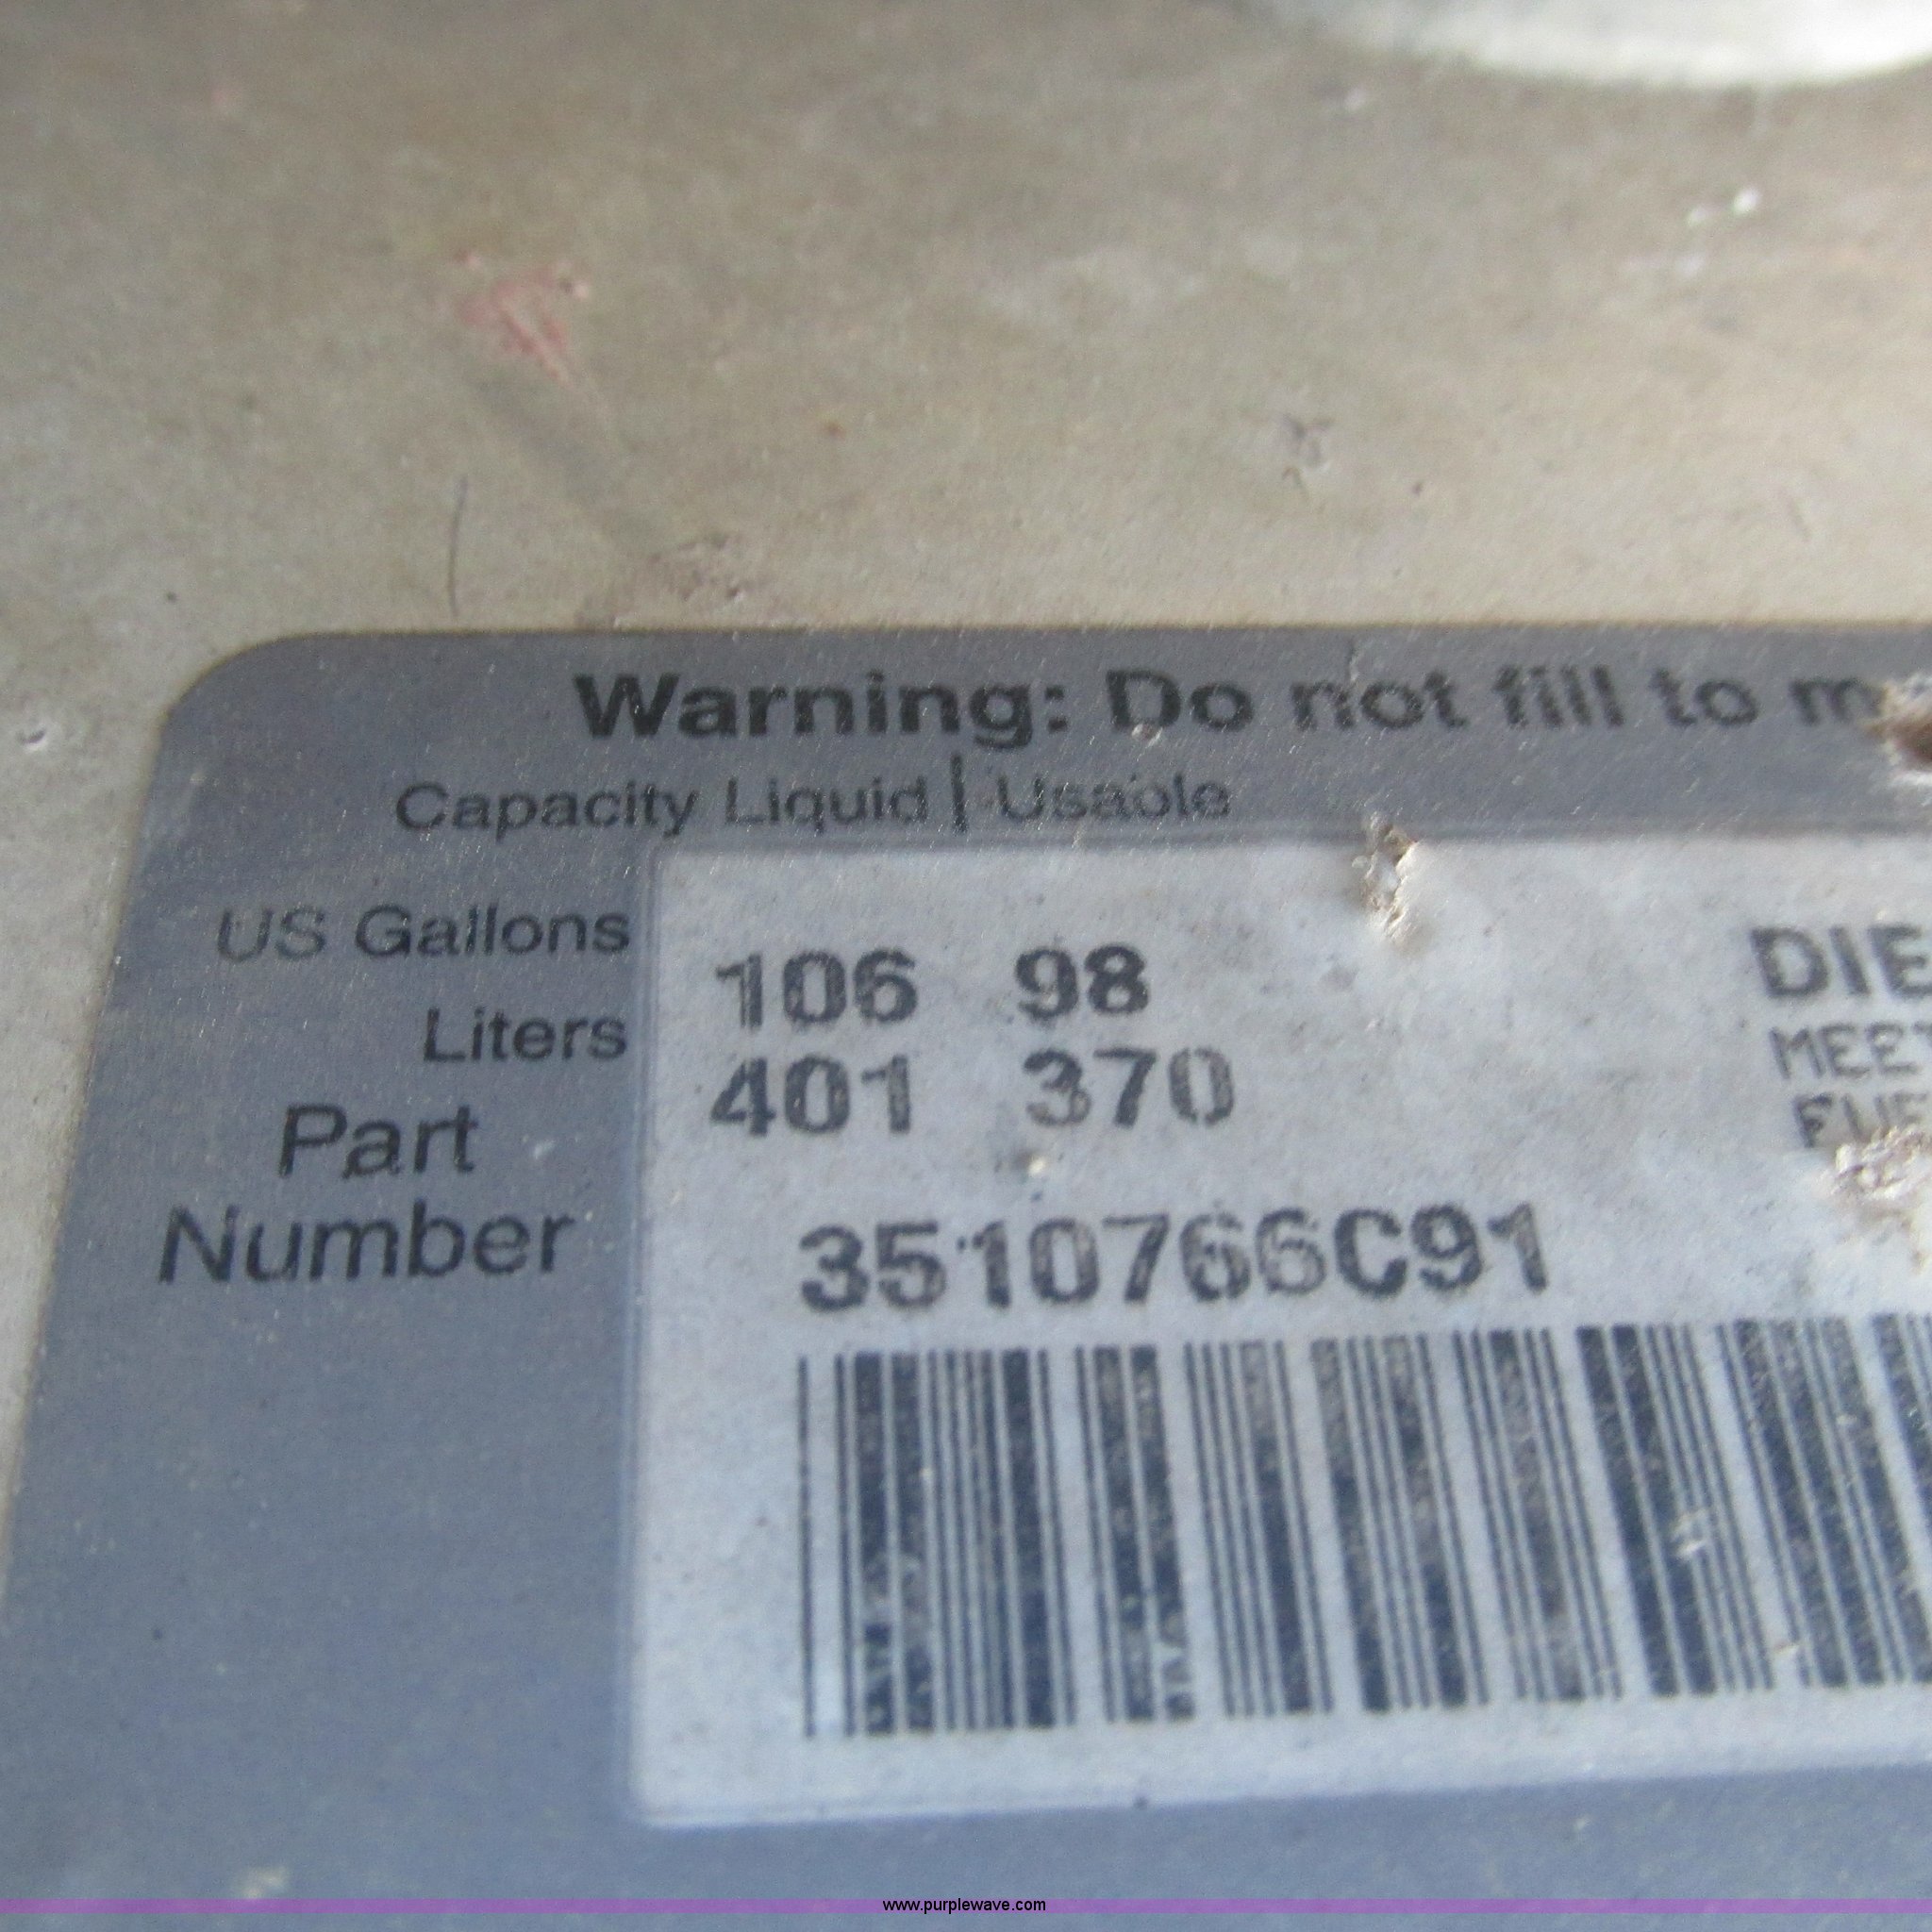 Warning: Do not fill to m
Capacity Liquid | Usable
US Gallons 106 98 DIE
Liters 401 370 MEET
Part Number 3510766C91
www.purplewave.com